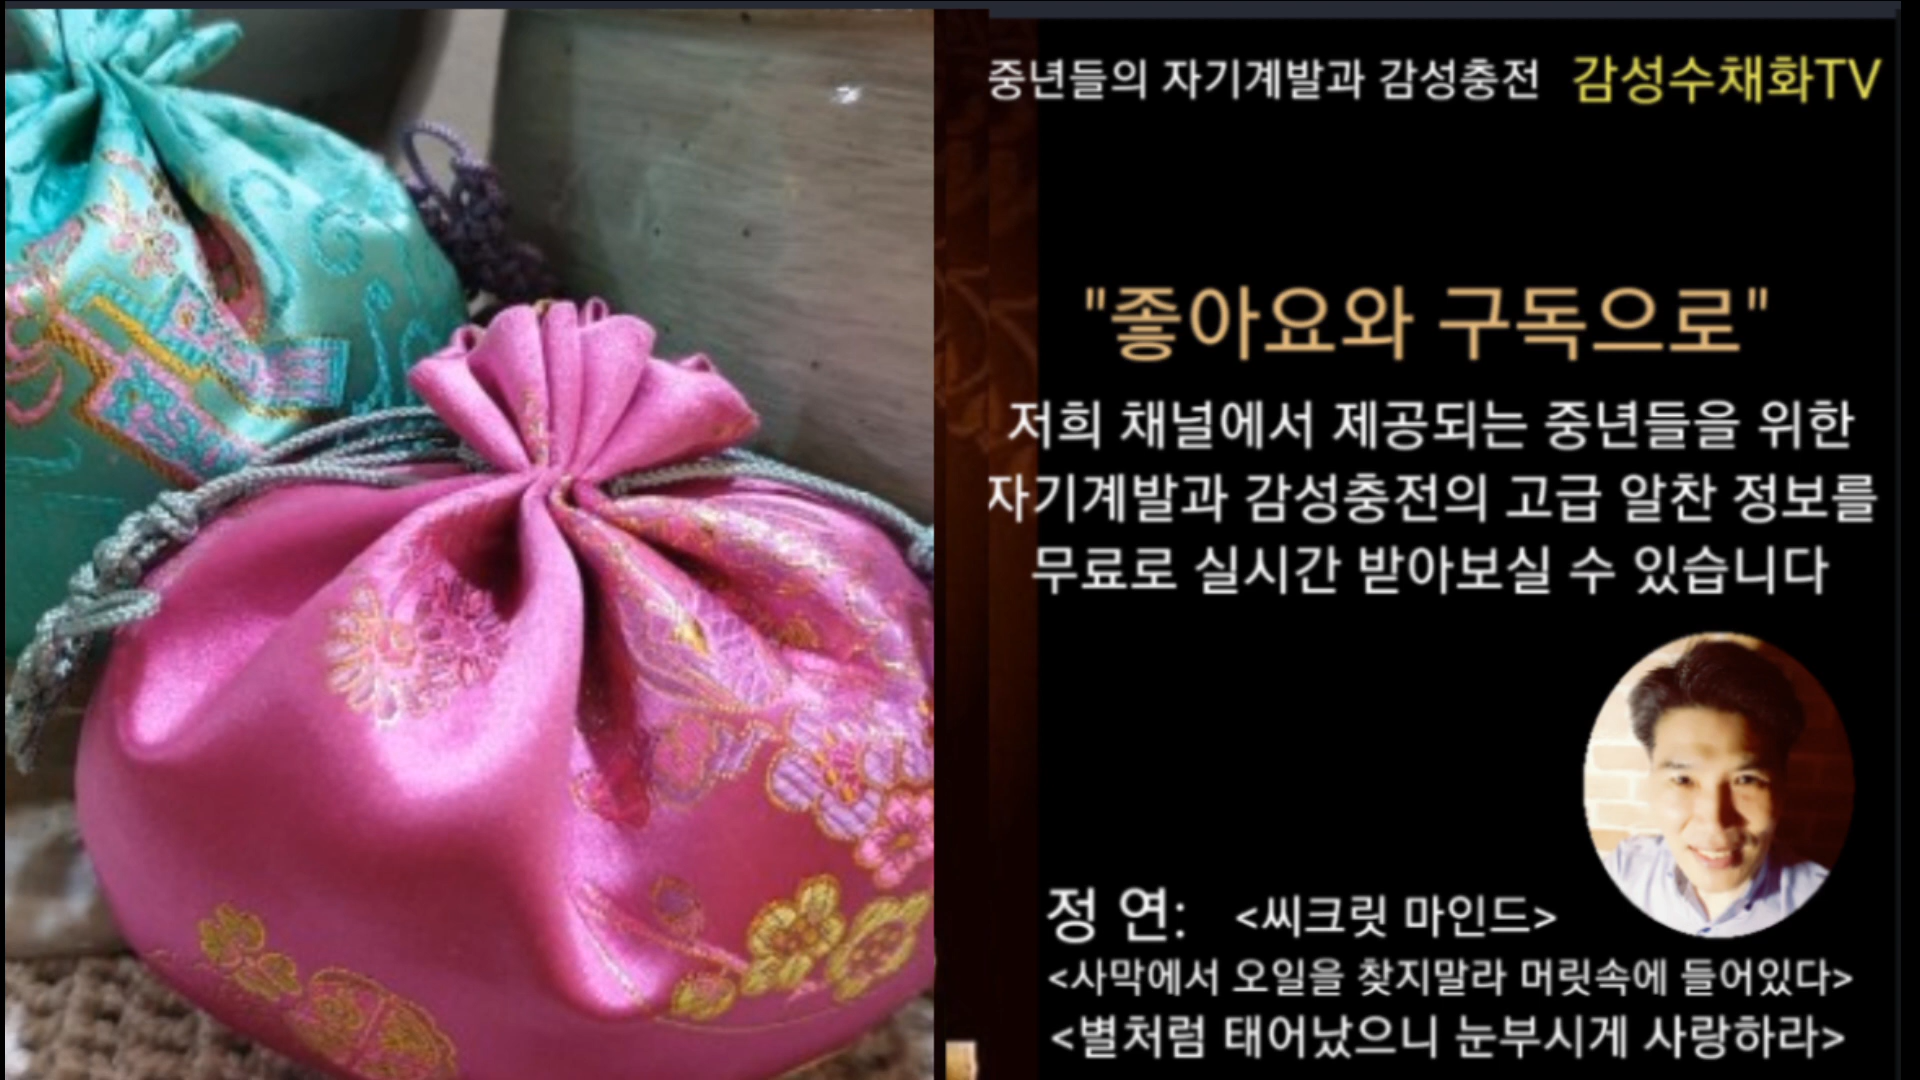 중년들의 자기계발과 감성충전 감성수채화TV
"좋아요와 구독으로"
저희 채널에서 제공되는 중년들을 위한
자기계발과 감성충전의 고급 알찬 정보를
무료로 실시간 받아보실 수 있습니다
정 연: <씨크릿 마인드>
<사막에서 오일을 찾지말라 머릿속에 들어있다>
<별처럼 태어났으니 눈부시게 사랑하라>